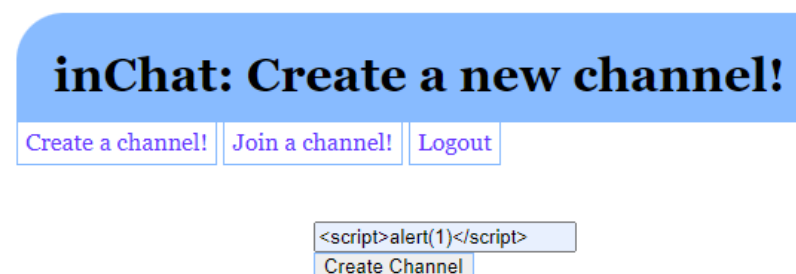 inChat: Create a new channel!
Create a channel! Join a channel! Logout
<script>alert(1)</script>
Create Channel